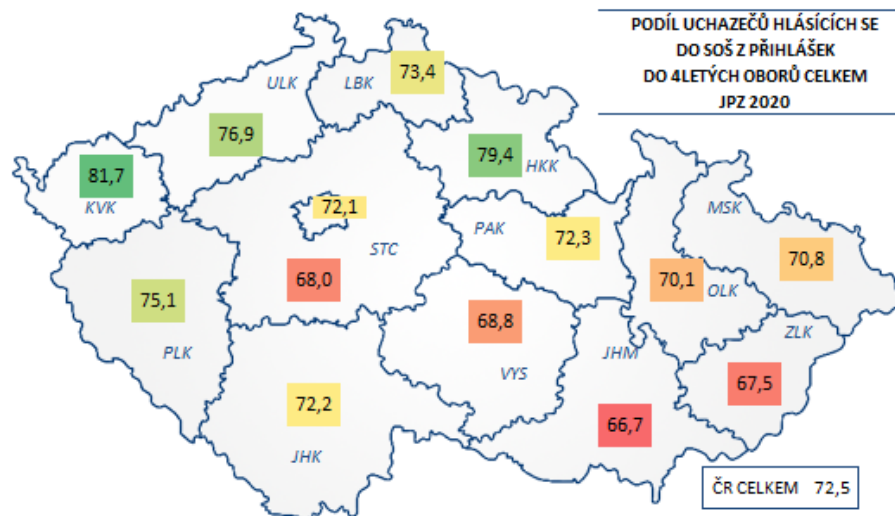 PODÍL UCHAZEČŮ HLÁSÍCÍCH SE
DO SOŠ Z PŘIHLÁŠEK
DO 4LETÝCH OBORŮ CELKEM
JPZ 2020
ULK
76,9
LBK
73,4
79,4
HKK
81,7
KVK
72,1
STC
68,0
PAK
72,3
MSK
70,8
75,1
PLK
70,1
OLK
68,8
VYS
JHM
66,7
ZLK
67,5
72,2
JHK
ČR CELKEM 72,5